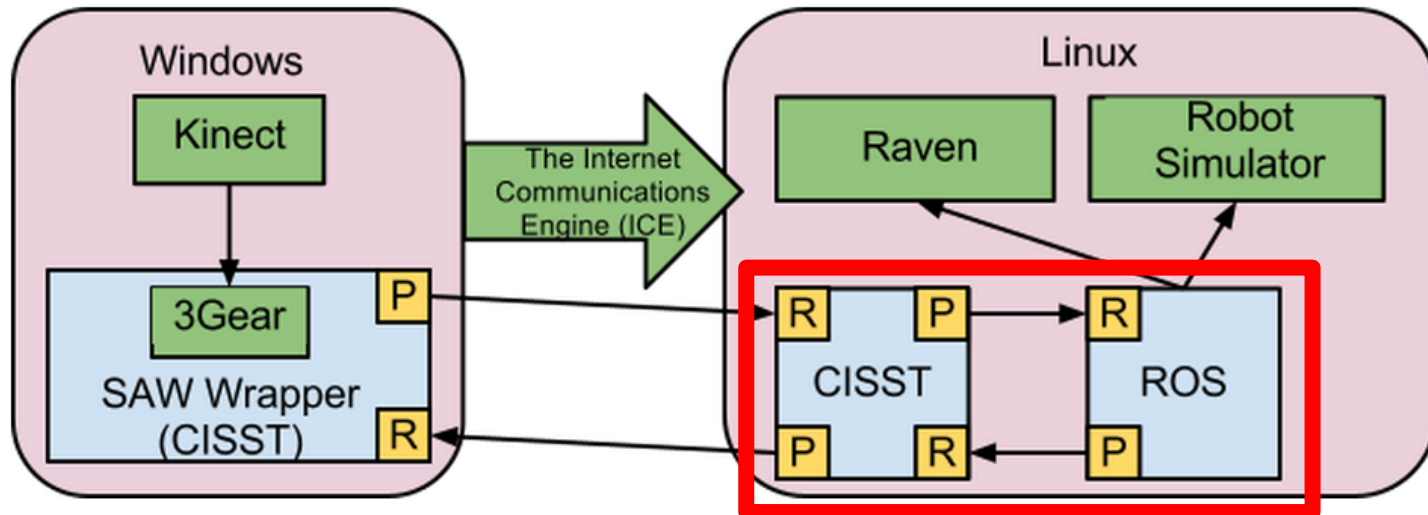 Windows
Kinect
3Gear
P
SAW Wrapper
(CISST)
R
The Internet
Communications
Engine (ICE)
Linux
Raven
Robot
Simulator
R
P
CISST
P
R
R
ROS
P